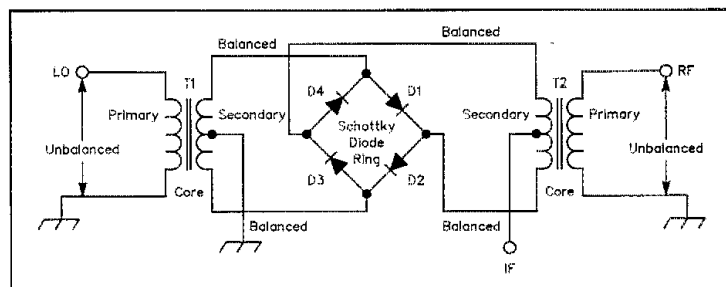 Balanced
Balanced
LO
T1
D4
D1
T2
RF
Primary
Secondary
Schottky
Diode
Ring
Secondary
Primary
Unbalanced
Unbalanced
D3
D2
Core
Core
Balanced
Balanced
IF